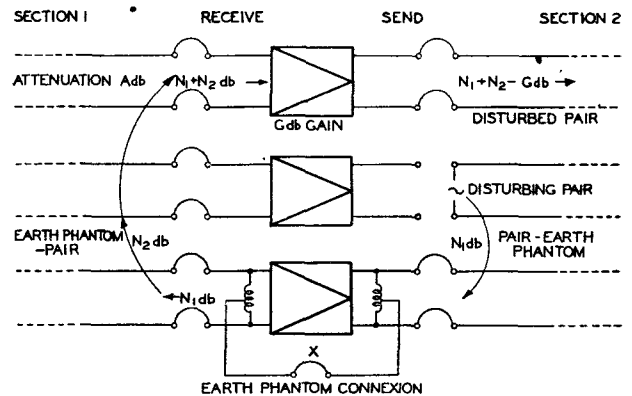 SECTION 1 RECEIVE SEND SECTION 2
ATTENUATION Adb N₁+N₂ db N₁+N₂- Gdb
Gdb GAIN DISTURBED PAIR
DISTURBING PAIR
EARTH PHANTOM
-PAIR
N₂ db
N₁db
PAIR-EARTH
PHANTOM
N₁db
X
EARTH PHANTOM CONNEXION